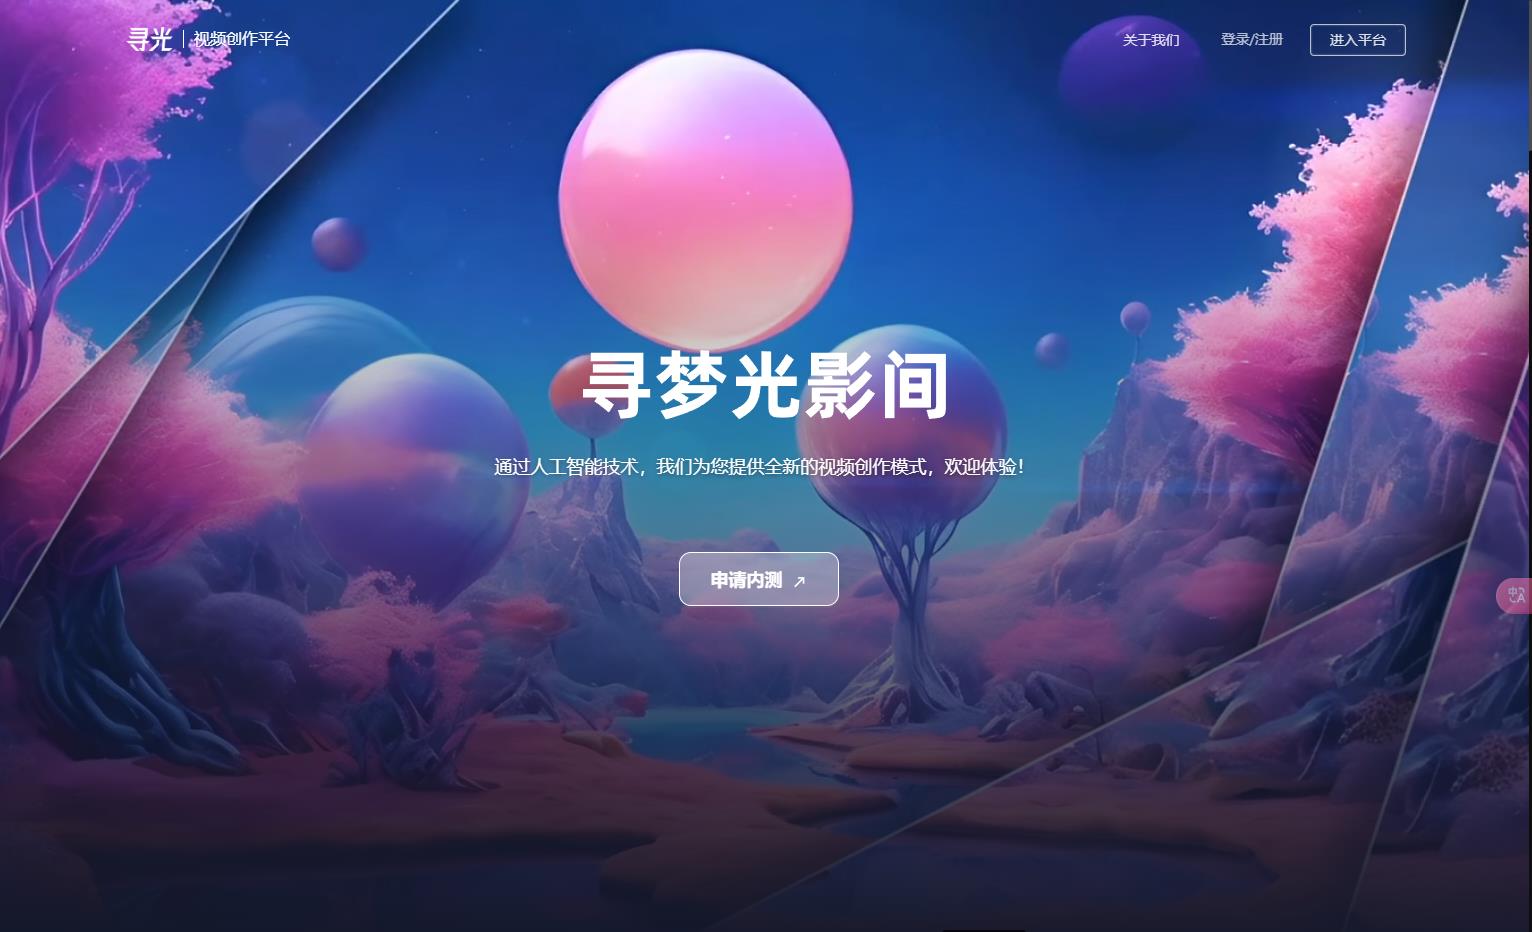 寻光 | 视频创作平台
关于我们
登录/注册
进入平台
寻梦光影间
通过人工智能技术，我们为您提供全新的视频创作模式，欢迎体验！
申请内测
中A